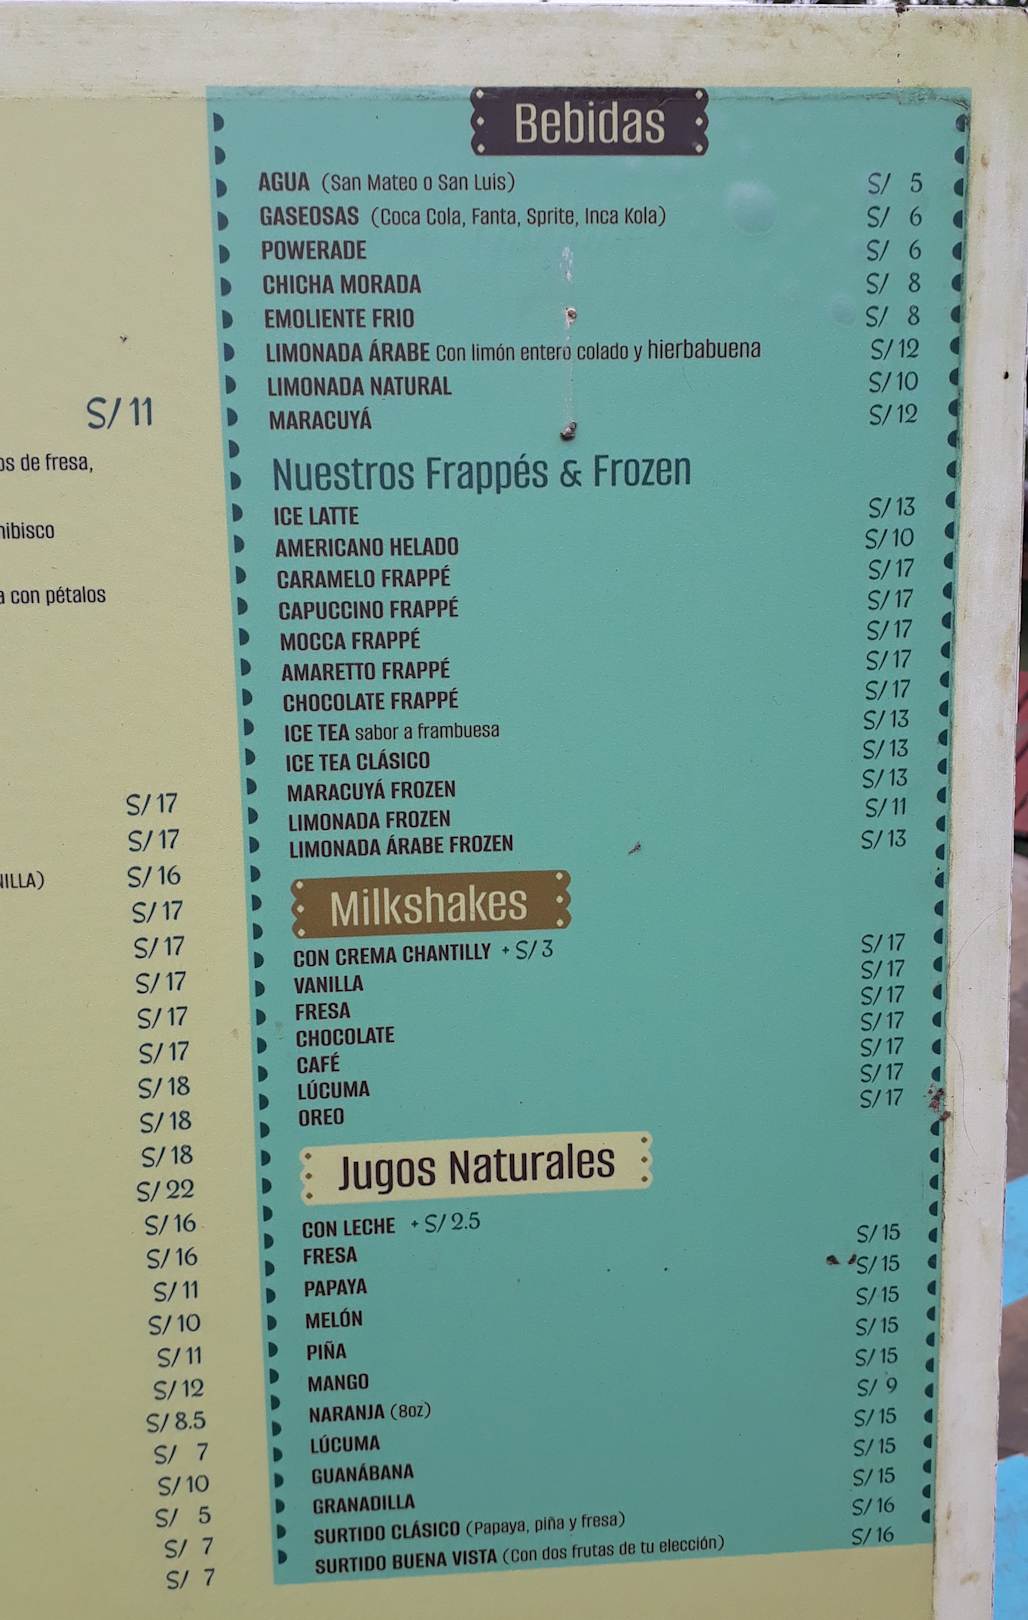 S/ 11
os de fresa,
hibisco
a con pétalos
S/ 17
S/ 17
NILLA) S/ 16
S/ 17
S/ 17
S/ 17
S/ 17
S/ 17
S/ 18
S/ 18
S/ 18
S/ 22
S/ 16
S/ 16
S/ 11
S/ 10
S/ 11
S/ 12
S/ 8.5
S/ 7
S/ 10
S/ 5
S/ 7
S/ 7
Bebidas
AGUA (San Mateo o San Luis) S/ 5
GASEOSAS (Coca Cola, Fanta, Sprite, Inca Kola) S/ 6
POWERADE S/ 6
CHICHA MORADA S/ 8
EMOLIENTE FRIO S/ 8
LIMONADA ÁRABE Con limón entero colado y hierbabuena S/ 12
LIMONADA NATURAL S/ 10
MARACUYÁ S/ 12
Nuestros Frappés & Frozen
ICE LATTE S/ 13
AMERICANO HELADO S/ 10
CARAMELO FRAPPÉ S/ 17
CAPUCCINO FRAPPÉ S/ 17
MOCCA FRAPPÉ S/ 17
AMARETTO FRAPPÉ S/ 17
CHOCOLATE FRAPPÉ S/ 17
ICE TEA sabor a frambuesa S/ 13
ICE TEA CLÁSICO S/ 13
MARACUYÁ FROZEN S/ 13
LIMONADA FROZEN S/ 11
LIMONADA ÁRABE FROZEN S/ 13
Milkshakes
CON CREMA CHANTILLY + S/ 3 S/ 17
VANILLA S/ 17
FRESA S/ 17
CHOCOLATE S/ 17
CAFÉ S/ 17
LÚCUMA S/ 17
OREO S/ 17
Jugos Naturales
CON LECHE + S/ 2.5
FRESA S/ 15
PAPAYA S/ 15
MELÓN S/ 15
PIÑA S/ 15
MANGO S/ 15
NARANJA (8oz) S/ 9
LÚCUMA S/ 15
GUANÁBANA S/ 15
GRANADILLA S/ 15
SURTIDO CLÁSICO (Papaya, piña y fresa) S/ 16
SURTIDO BUENA VISTA (Con dos frutas de tu elección) S/ 16